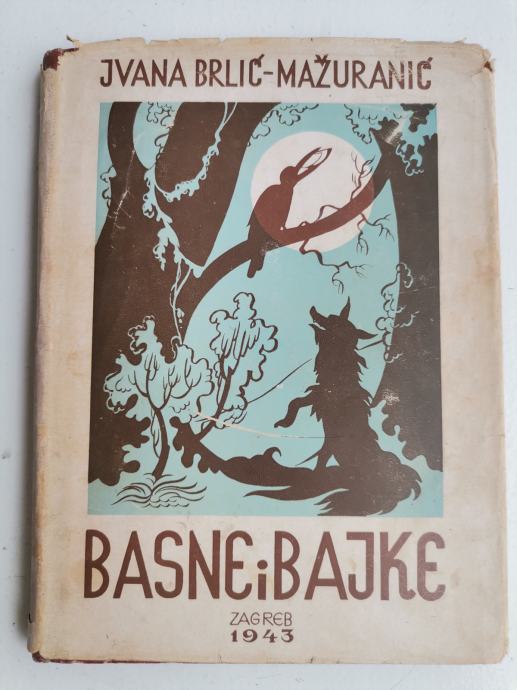 JVANA BRLIĆ-MAŽURANIĆ
BASNE i BAJKE
ZAGREB
1943